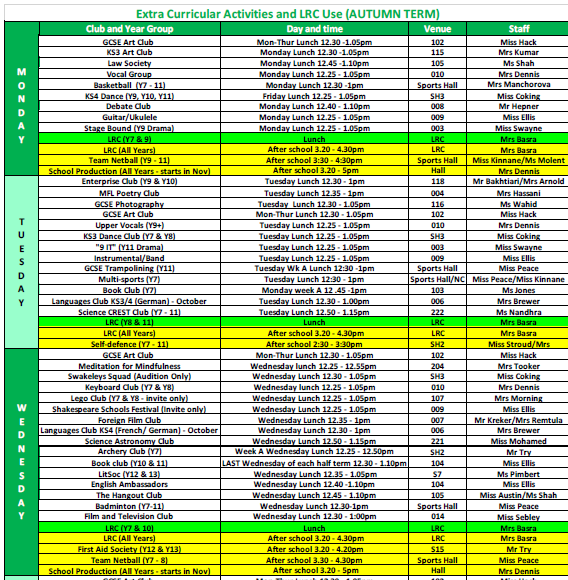 Extra Curricular Activities and LRC Use (AUTUMN TERM)
Club and Year Group Day and time Venue Staff
MONDAY
GCSE Art Club Mon-Thur Lunch 12.30 -1.05pm 102 Miss Hack
KS3 Art Club Monday Lunch 12.30 -1.05pm 115 Mrs Kumar
Law Society Monday Lunch 12.45 -1.10pm 105 Ms Shah
Vocal Group Monday Lunch 12.25 - 1.05pm 010 Mrs Dennis
Basketball (Y7 - 11) Monday Lunch 12.30 -1pm Sports Hall Mrs Manchorova
KS4 Dance (Y9, Y10, Y11) Friday Lunch 12.25 - 1.05pm SH3 Miss Coking
Debate Club Monday Lunch 12.40 - 1.10pm 008 Mr Hepner
Guitar/Ukulele Monday Lunch 12.25 - 1.05pm 009 Miss Ellis
Stage Bound (Y9 Drama) Monday Lunch 12.25 - 1.05pm 003 Miss Swayne
LRC (Y7 & 9) Lunch LRC Mrs Basra
LRC (All Years) After school 3.20 - 4.30pm LRC Mrs Basra
Team Netball (Y9 - 11) After school 3:30 - 4:30pm Sports Hall Miss Kinnane/Ms Molent
School Production (All Years - starts in Nov) After school 3.20 - 5pm Hall Mrs Dennis
TUESDAY
Enterprise Club (Y9 & Y10) Tuesday Lunch 12.30 - 1pm 118 Mr Bakhtiari/Mrs Arnold
MFL Poetry Club Tuesday Lunch 12.35 - 1pm 004 Mrs Hassani
GCSE Photography Tuesday Lunch 12.30 - 1.05pm 116 Ms Wahid
GCSE Art Club Mon-Thur Lunch 12.30 - 1.05pm 102 Miss Hack
Upper Vocals (Y9+) Tuesday Lunch 12.25 - 1.05pm 010 Mrs Dennis
KS3 Dance Club (Y7 & Y8) Tuesday Lunch 12.25 - 1.05pm SH3 Miss Coking
"9 IT" (Y11 Drama) Tuesday Lunch 12.25 - 1.05pm 003 Miss Swayne
Instrumental/Band Tuesday Lunch 12.25 - 1.05pm 009 Miss Ellis
GCSE Trampolining (Y11) Tuesday Wk A Lunch 12:30 -1pm Sports Hall Miss Peace
Multi-sports (Y7) Tuesday Lunch 12:30 - 1pm Sports Hall/NC Miss Peace/Miss Kinnane
Book Club (Y7) Monday week A 12 .45 -1pm 103 Ms Jones
Languages Club KS3/4 (German) - October Tuesday Lunch 12.30 - 1.00pm 006 Mrs Brewer
Science CREST Club (Y7 - 11) Tuesday Lunch 12.50 - 1.15pm 222 Ms Nandhra
LRC (Y8 & 11) Lunch LRC Mrs Basra
LRC (All Years) After school 3.20 - 4.30pm LRC Mrs Basra
Self-defence (Y7 - 11) After school 2:30 - 3:30pm SH2 Miss Stroud/Mrs
WEDNESDAY
GCSE Art Club Mon-Thur Lunch 12.30 - 1.05pm 102 Miss Hack
Meditation for Mindfulness Wednesday lunch 12.25 - 12.55pm 204 Mrs Tooker
Swakeleys Squad (Audition Only) Wednesday lunch 12.30 - 1.05pm SH3 Miss Coking
Keyboard Club (Y7 & Y8) Wednesday lunch 12.25 - 1.05pm 010 Mrs Dennis
Lego Club (Y7 & Y8 - invite only) Wednesday lunch 12.25 - 1.05pm 107 Mrs Morning
Shakespeare Schools Festival (Invite only) Wednesday lunch 12.25 - 1.05pm 009 Miss Ellis
Foreign Film Club Wednesday Lunch 12.35 - 1pm 007 Mr Kreker/Mrs Remtula
Languages Club KS4 (French/ German) - October Wednesday Lunch 12.30 - 1pm 006 Mrs Brewer
Science Astronomy Club Wednesday Lunch 12.50 - 1.15pm 221 Miss Mohamed
Archery Club (Y7) Week A Wednesday Lunch 12.25 - 12.50pm SH2 Mr Try
Book club (Y10 & 11) LAST Wednesday of each half term 12.30 - 1.10pm 104 Miss Ellis
LitSoc (Y12 & 13) Wednesday Lunch 12.35 - 1.05pm S7 Ms Pimbert
English Ambassadors Wednesday Lunch 12.40 -1.10pm 104 Miss Ellis
The Hangout Club Wednesday Lunch 12.45 - 1.10pm 105 Miss Austin/Ms Shah
Badminton (Y7-11) Wednesday Lunch 12.30-1pm Sports Hall Miss Peace
Film and Television Club Wednesday Lunch 12.30 - 1:00pm 014 Miss Sebley
LRC (Y7 & 10) Lunch LRC Mrs Basra
LRC (All Years) After school 3.20 - 4.30pm LRC Mrs Basra
First Aid Society (Y12 & Y13) After school 3.20 - 4.20pm S15 Mr Try
Team Netball (Y7 - 8) After school 3.30 - 4:30pm Sports Hall Miss Peace
School Production (All Years - starts in Nov) After school 3.20 - 5pm Hall Mrs Dennis